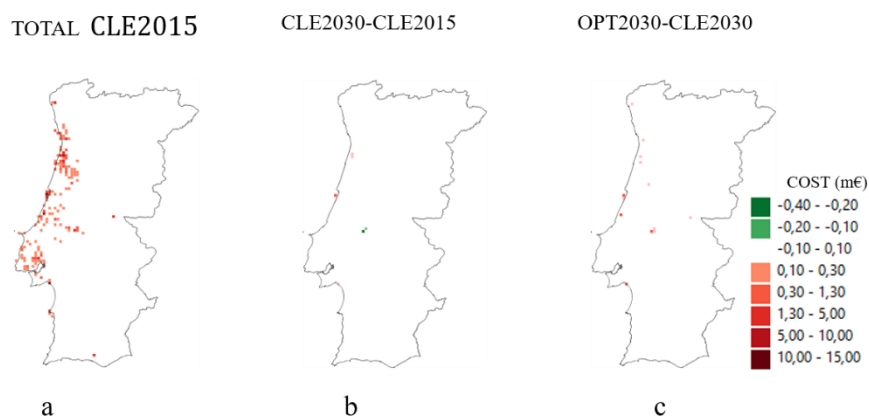 TOTAL CLE2015
CLE2030-CLE2015
OPT2030-CLE2030
COST (m€)
-0,40 - -0,20
-0,20 - -0,10
-0,10 - 0,10
0,10 - 0,30
0,30 - 1,30
1,30 - 5,00
5,00 - 10,00
10,00 - 15,00
a
b
c